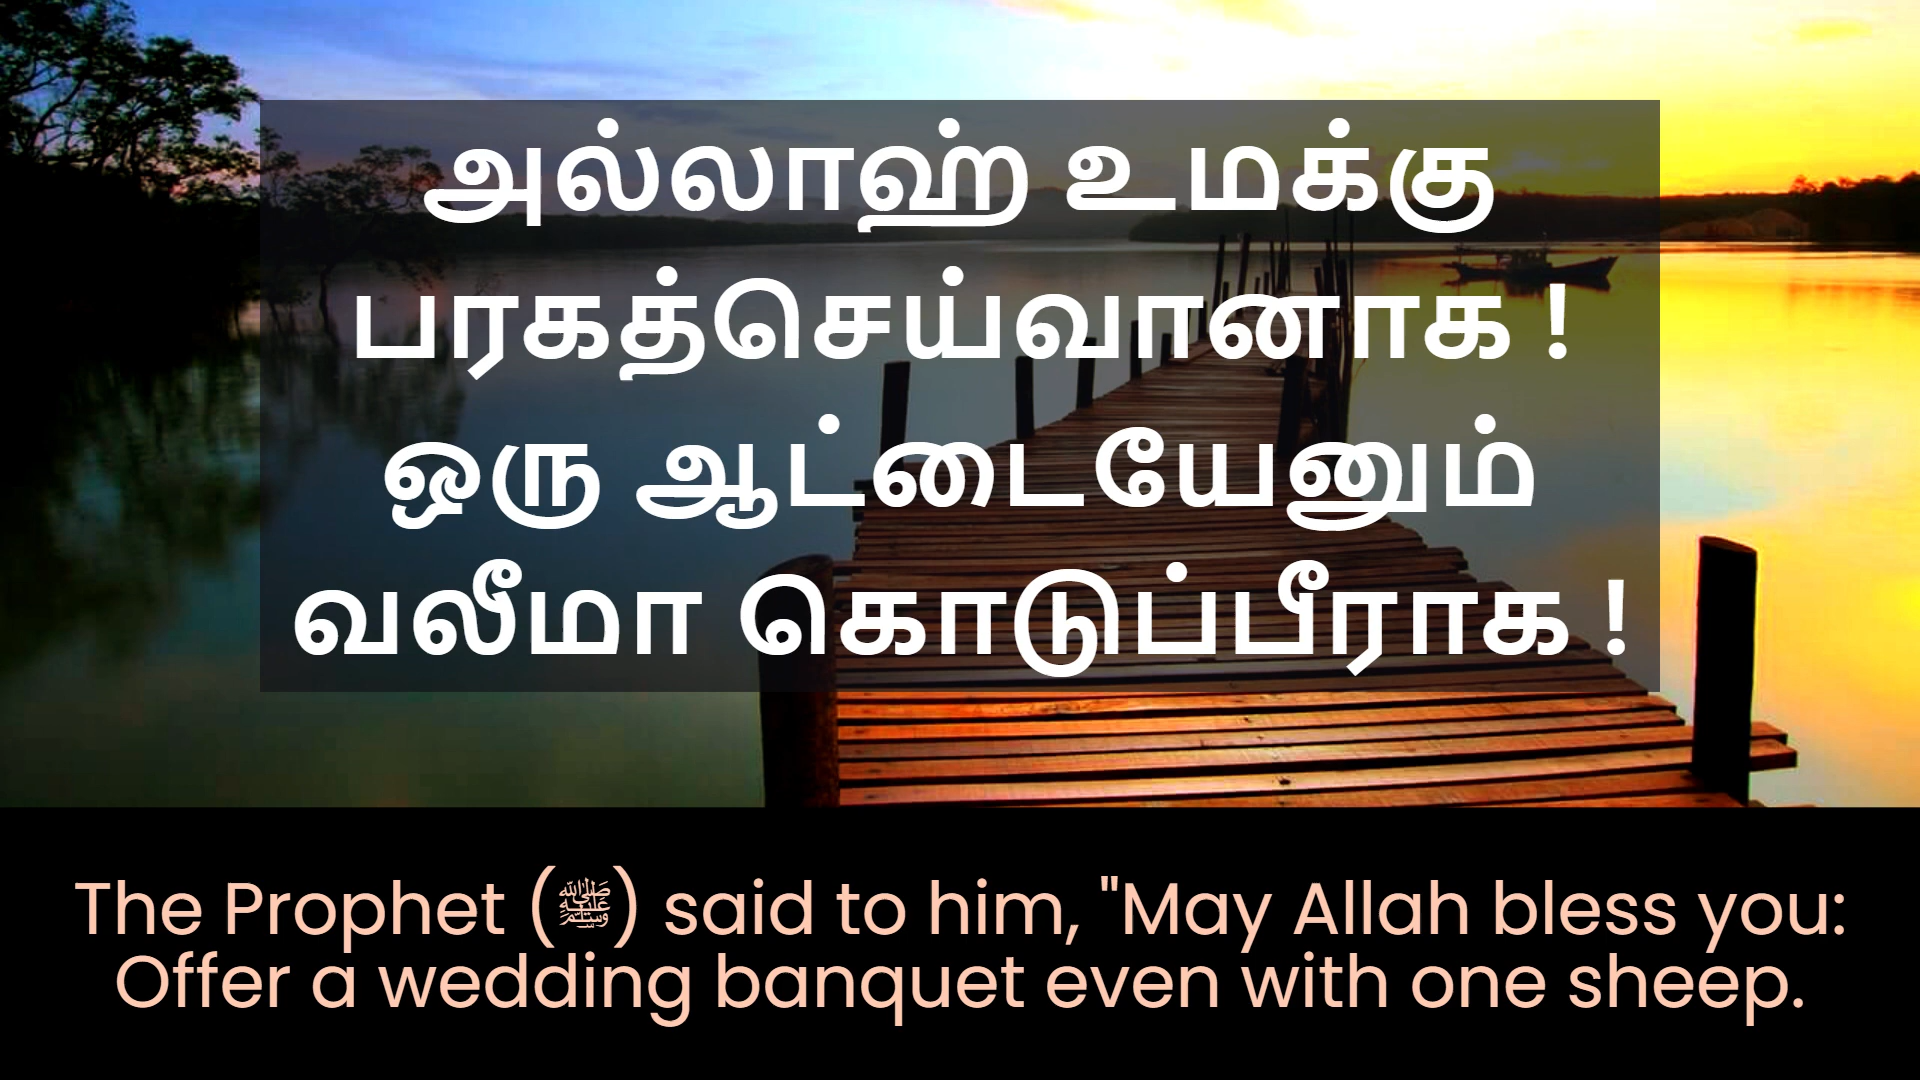 அல்லாஹ் உமக்கு
பரகத்செய்வானாக !
ஒரு ஆட்டையேனும்
வலீமா கொடுப்பீராக !
The Prophet (ﷺ) said to him, "May Allah bless you:
Offer a wedding banquet even with one sheep.